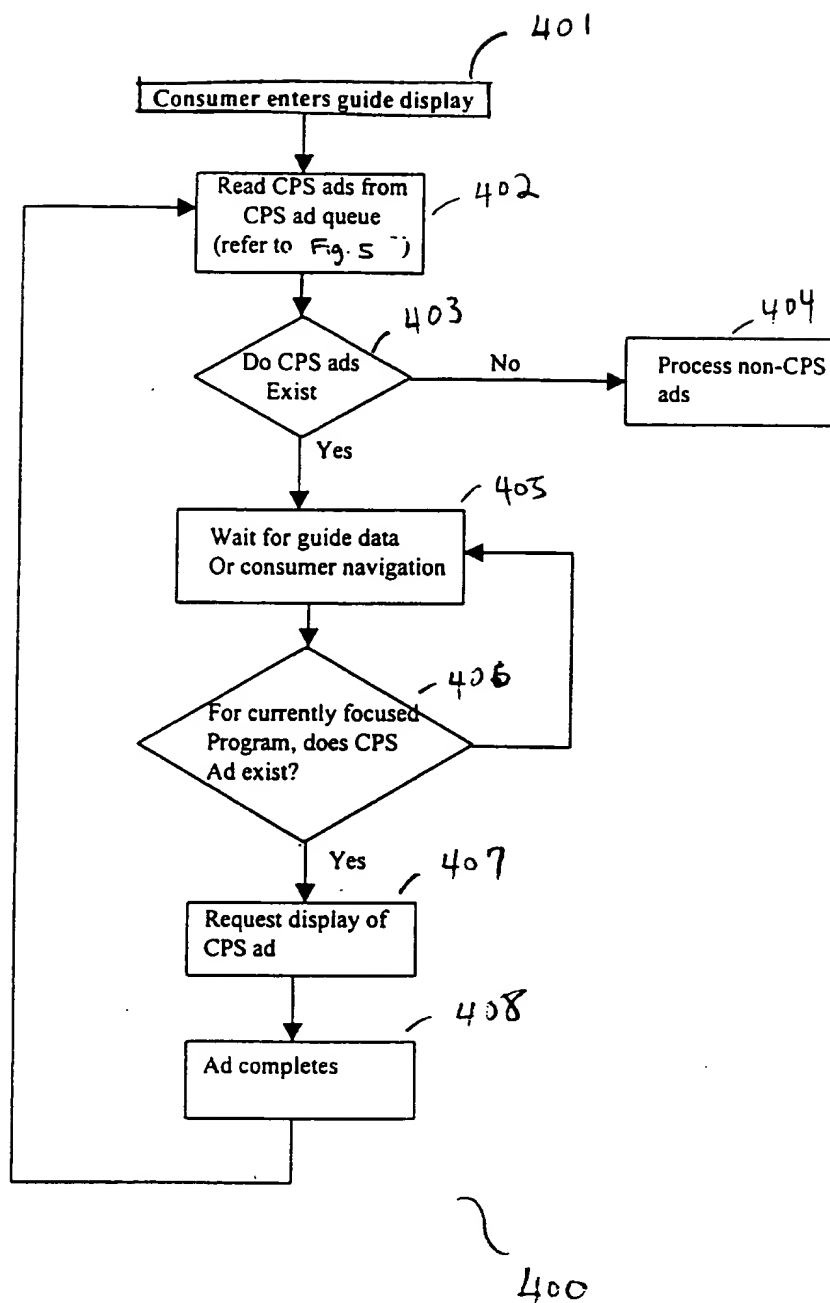 401
Consumer enters guide display
Read CPS ads from
CPS ad queue
(refer to Fig. 5)
402
403
Do CPS ads
Exist
No
404
Process non-CPS
ads
Yes
405
Wait for guide data
Or consumer navigation
406
For currently focused
Program, does CPS
Ad exist?
Yes
407
Request display of
CPS ad
408
Ad completes
400